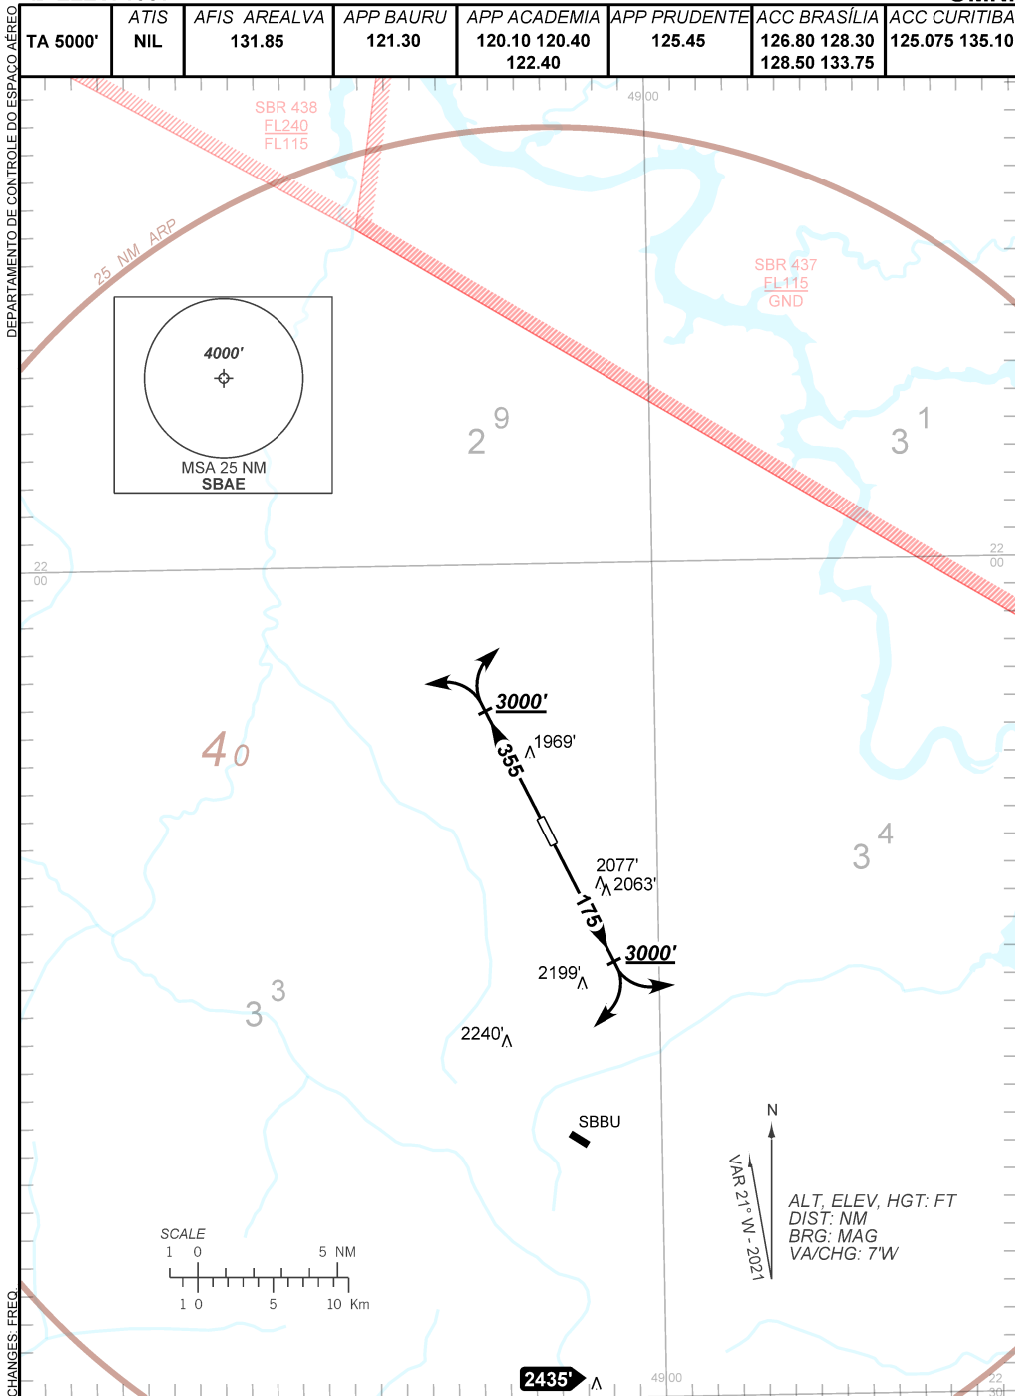 TA 5000'
ATIS
NIL
AFIS AREALVA
131.85
APP BAURU
121.30
APP ACADEMIA
120.10 120.40
122.40
APP PRUDENTE
125.45
ACC BRASÍLIA
126.80 128.30
128.50 133.75
ACC CURITIBA
125.075 135.10
DEPARTAMENTO DE CONTROLE DO ESPAÇO AÉREO
49 00
SBR 438
FL240
FL115
25 NM ARP
SBR 437
FL115
GND
4000'
MSA 25 NM
SBAE
2 9
3 1
22
00
22
00
3000'
1969'
355
4 0
3 4
2077'
2063'
175
3000'
2199'
3 3
2240'
SBBU
N
VAR 21° W - 2021
ALT, ELEV, HGT: FT
DIST: NM
BRG: MAG
VA/CHG: 7'W
SCALE
1 0 5 NM
1 0 5 10 Km
CHANGES: FREQ.
2435'
49 00
22
30